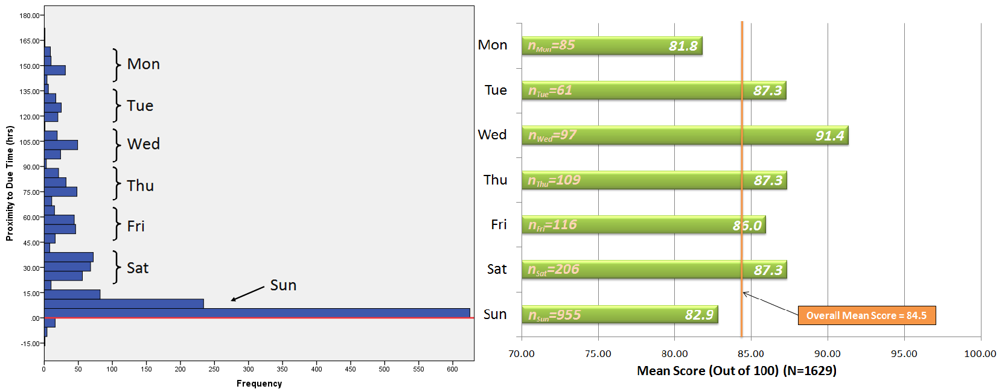 180.00
165.00
150.00
135.00
120.00
105.00
90.00
75.00
60.00
45.00
30.00
15.00
.00
-15.00
Proximity to Due Time (hrs)
Mon
Tue
Wed
Thu
Fri
Sat
Sun
0 50 100 150 200 250 300 350 400 450 500 550 600
Frequency
Mon nMon=85 81.8
Tue nTue=61 87.3
Wed nWed=97 91.4
Thu nThu=109 87.3
Fri nFri=116 86.0
Sat nSat=206 87.3
Sun nSun=955 82.9
Overall Mean Score = 84.5
70.00 75.00 80.00 85.00 90.00 95.00 100.00
Mean Score (Out of 100) (N=1629)